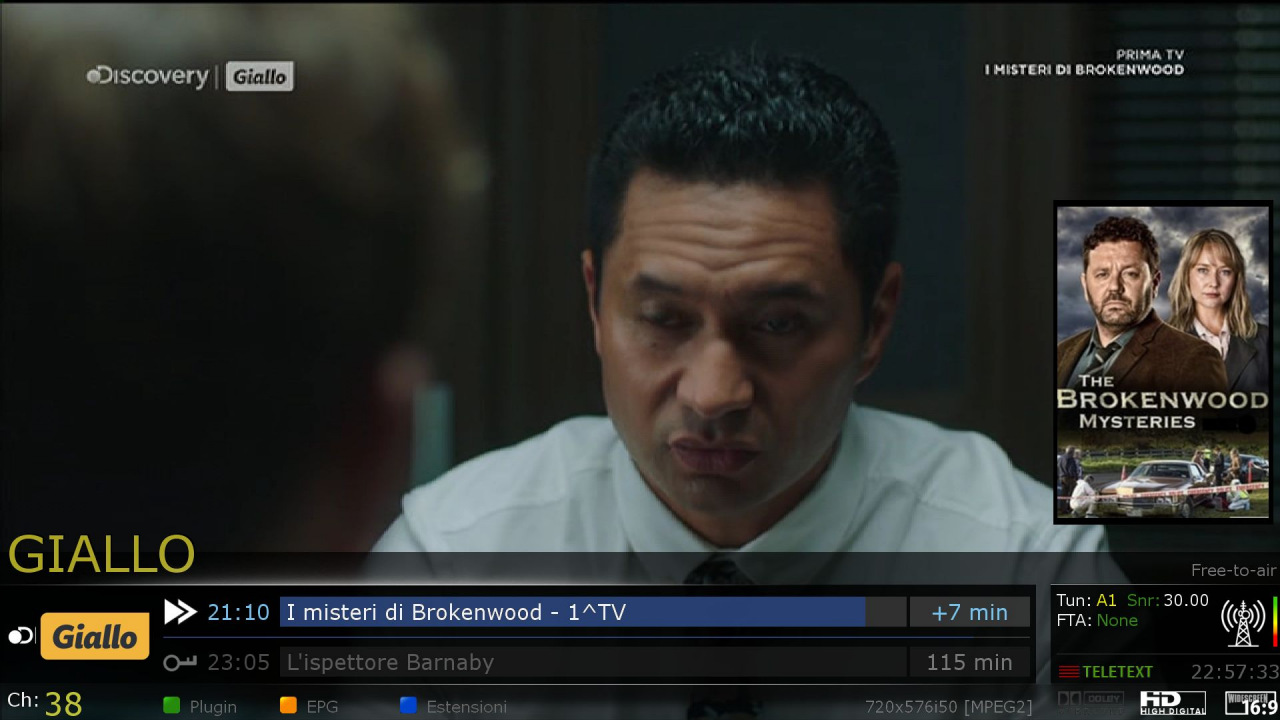 Discovery | Giallo
PRIMA TV
I MISTERI DI BROKENWOOD
THE
BROKENWOOD
MYSTERIES
GIALLO
Free-to-air
Giallo
21:10 I misteri di Brokenwood - 1^TV +7 min
23:05 L'ispettore Barnaby 115 min
Tun: A1 Snr: 30.00
FTA: None
TELETEXT 22:57:33
Ch: 38 Plugin EPG Estensioni 720x576i50 [MPEG2]
DOLBY
HD
HIGH DIGITAL
WIDESCREEN
16:9